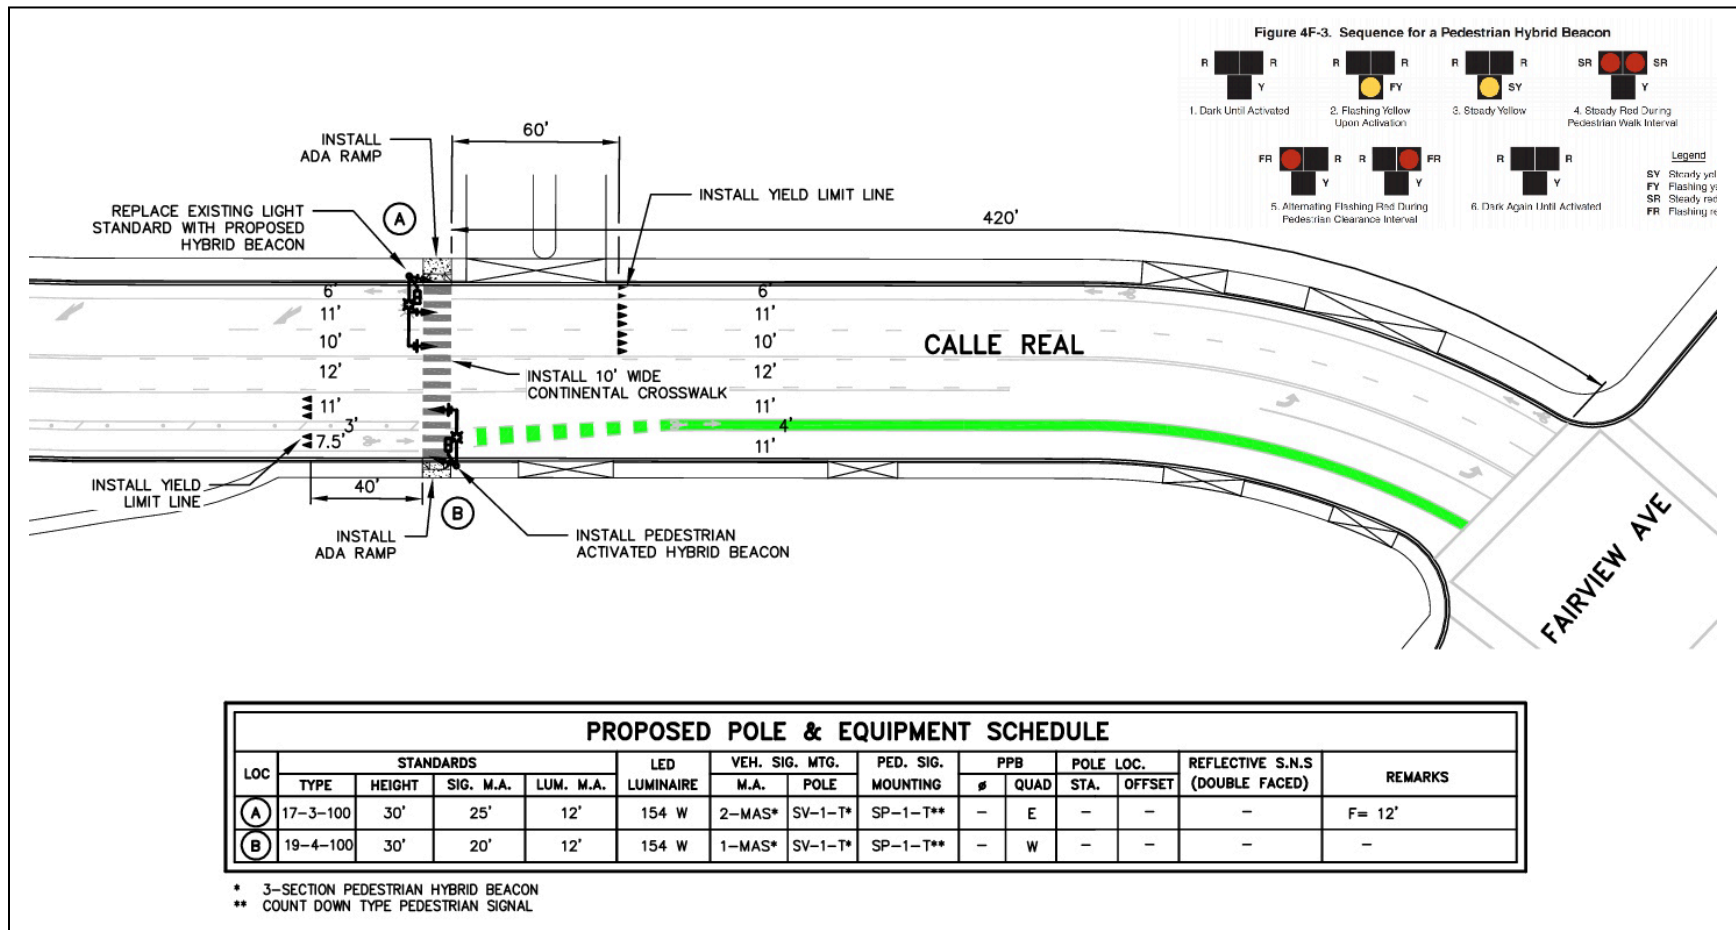 Figure 4F-3. Sequence for a Pedestrian Hybrid Beacon
R R R R R R SR SR
Y FY SY Y
1. Dark Until Activated
2. Flashing Yellow
Upon Activation
3. Steady Yellow
4. Steady Red During
Pedestrian Walk Interval
FR R R FR R R
Y Y Y
5. Alternating Flashing Red During
Pedestrian Clearance Interval
6. Dark Again Until Activated
Legend
SY Steady
FY Flashing
SR Steady red
FR Flashing
60'
INSTALL
ADA RAMP
INSTALL YIELD LIMIT LINE
REPLACE EXISTING LIGHT
STANDARD WITH PROPOSED
HYBRID BEACON
A
420'
6' 6'
11' 11'
10' 10'
CALLE REAL
12' 12'
INSTALL 10' WIDE
CONTINENTAL CROSSWALK
11' 11'
3' 4'
7.5' 11'
INSTALL YIELD
LIMIT LINE
40'
B
INSTALL
ADA RAMP
INSTALL PEDESTRIAN
ACTIVATED HYBRID BEACON
FAIRVIEW AVE
PROPOSED POLE & EQUIPMENT SCHEDULE
LOC STANDARDS LED LUMINAIRE VEH. SIG. MTG. PED. SIG. MOUNTING PPB POLE LOC. REFLECTIVE S.N.S (DOUBLE FACED) REMARKS
TYPE HEIGHT SIG. M.A. LUM. M.A. M.A. POLE ø QUAD STA. OFFSET
A 17-3-100 30' 25' 12' 154 W 2-MAS* SV-1-T* SP-1-T** - E - - - F= 12'
B 19-4-100 30' 20' 12' 154 W 1-MAS* SV-1-T* SP-1-T** - W - - - -
* 3-SECTION PEDESTRIAN HYBRID BEACON
** COUNT DOWN TYPE PEDESTRIAN SIGNAL